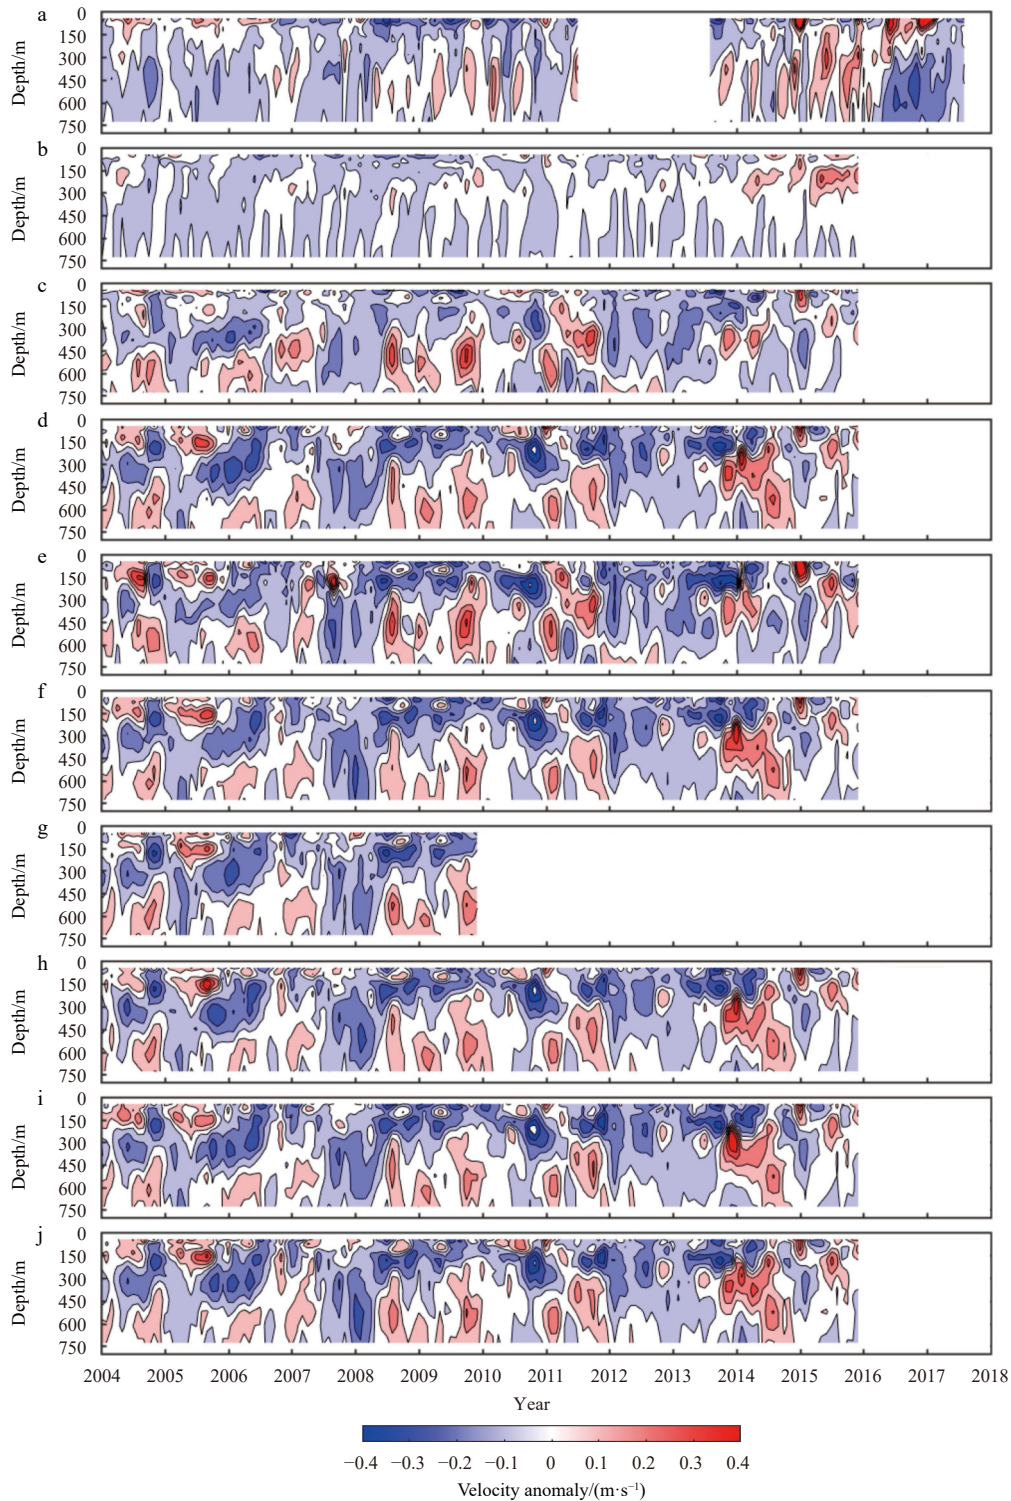 a
0
150
300
450
600
750
Depth/m
b
0
150
300
450
600
750
Depth/m
c
0
150
300
450
600
750
Depth/m
d
0
150
300
450
600
750
Depth/m
e
0
150
300
450
600
750
Depth/m
f
0
150
300
450
600
750
Depth/m
g
0
150
300
450
600
750
Depth/m
h
0
150
300
450
600
750
Depth/m
i
0
150
300
450
600
750
Depth/m
j
0
150
300
450
600
750
Depth/m
2004 2005 2006 2007 2008 2009 2010 2011 2012 2013 2014 2015 2016 2017 2018
Year
−0.4 −0.3 −0.2 −0.1 0 0.1 0.2 0.3 0.4
Velocity anomaly/(m·s⁻¹)